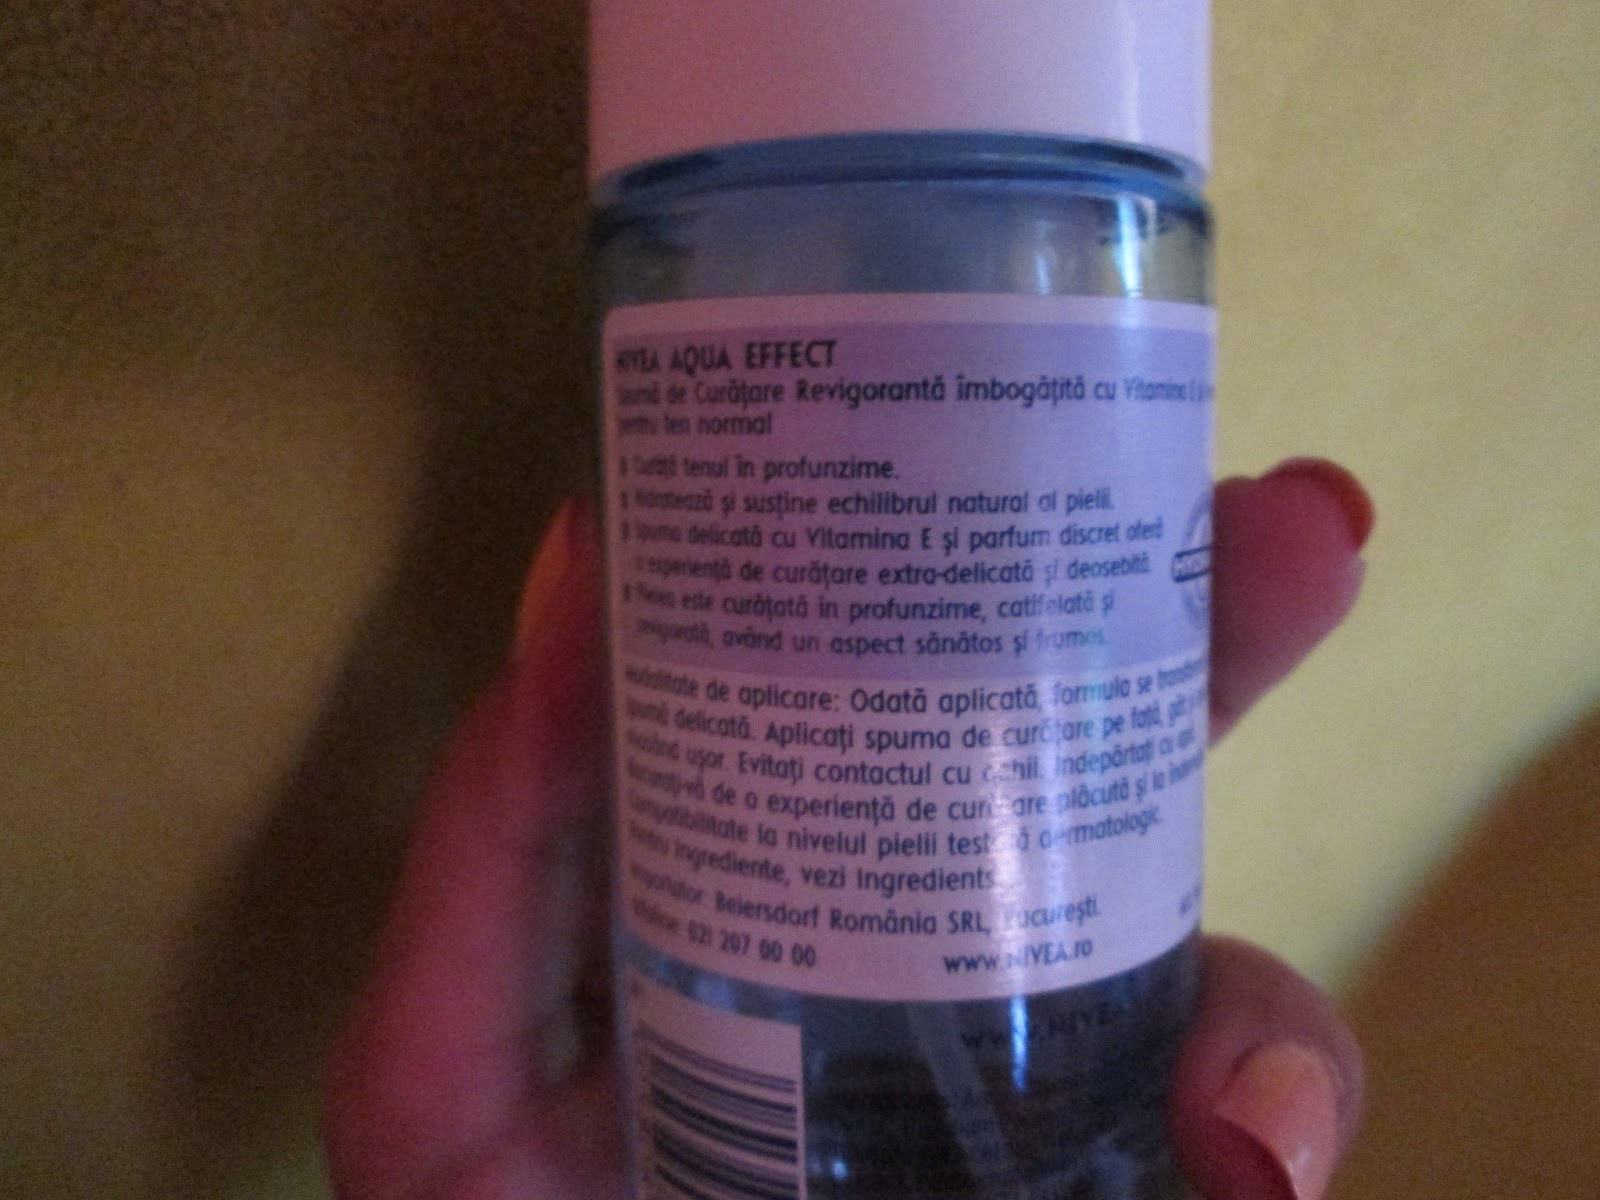 NIVEA AQUA EFFECT
Spumă de Curățare Revigorantă îmbogățită cu Vitamina E și
pentru ten normal
Curăță tenul în profunzime.
Hidratează și susține echilibrul natural al pielii.
Spuma delicată cu Vitamina E și parfum discret oferă
o experiență de curățare extra-delicată și deosebită.
Pielea este curățată în profunzime, catifelată și
revigorată, având un aspect sănătos și frumos.
Modalitate de aplicare: Odată aplicată, formula se
spumă delicată. Aplicați spuma de curățare pe față, gât
masând ușor. Evitați contactul cu ochii. Îndepărtați cu apă.
Bucurați-vă de o experiență de curățare plăcută și la
Compatibilitate la nivelul pielii testată dermatologic.
Pentru Ingrediente, vezi Ingredients.
Importator: Beiersdorf România SRL, București.
Infoline: 021 207 00 00 www.NIVEA.ro
www.NIVEA